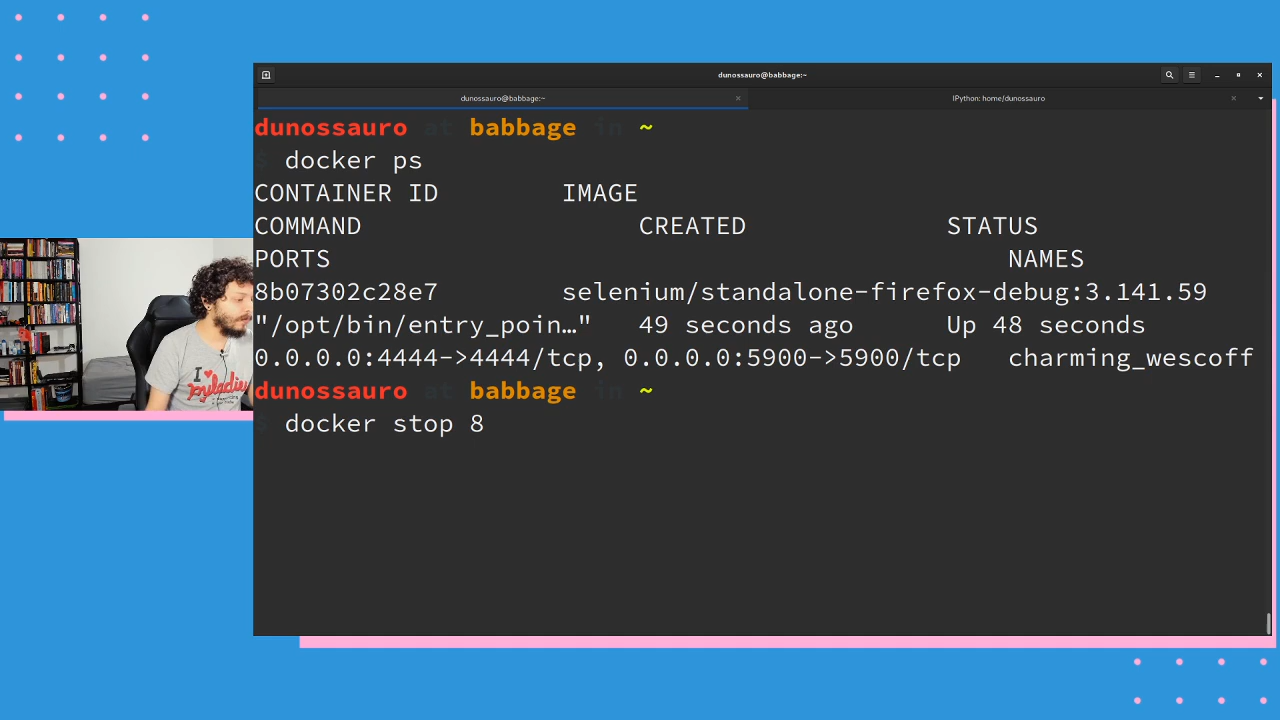 dunossauro@babbage:~
dunossauro@babbage:~
IPython: home/dunossauro
dunossauro at babbage in ~
$ docker ps
CONTAINER ID IMAGE
COMMAND CREATED STATUS
PORTS NAMES
8b07302c28e7 selenium/standalone-firefox-debug:3.141.59
"/opt/bin/entry_poin…" 49 seconds ago Up 48 seconds
0.0.0.0:4444->4444/tcp, 0.0.0.0:5900->5900/tcp charming_wescoff
dunossauro at babbage in ~
$ docker stop 8
I
pyladies